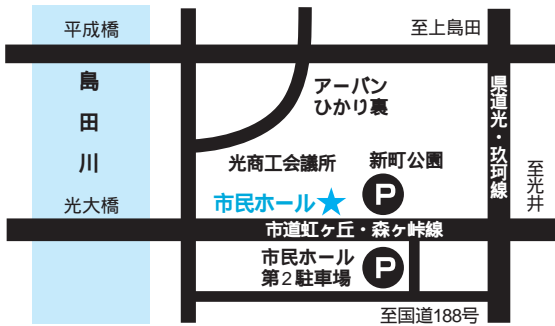 平成橋
至上島田
島田川
アーバン
ひかり裏
県道光・玖珂線
光商工会議所
新町公園
至光井
市民ホール★
P
光大橋
市道虹ヶ丘・森ヶ峠線
市民ホール
第2駐車場
P
至国道188号